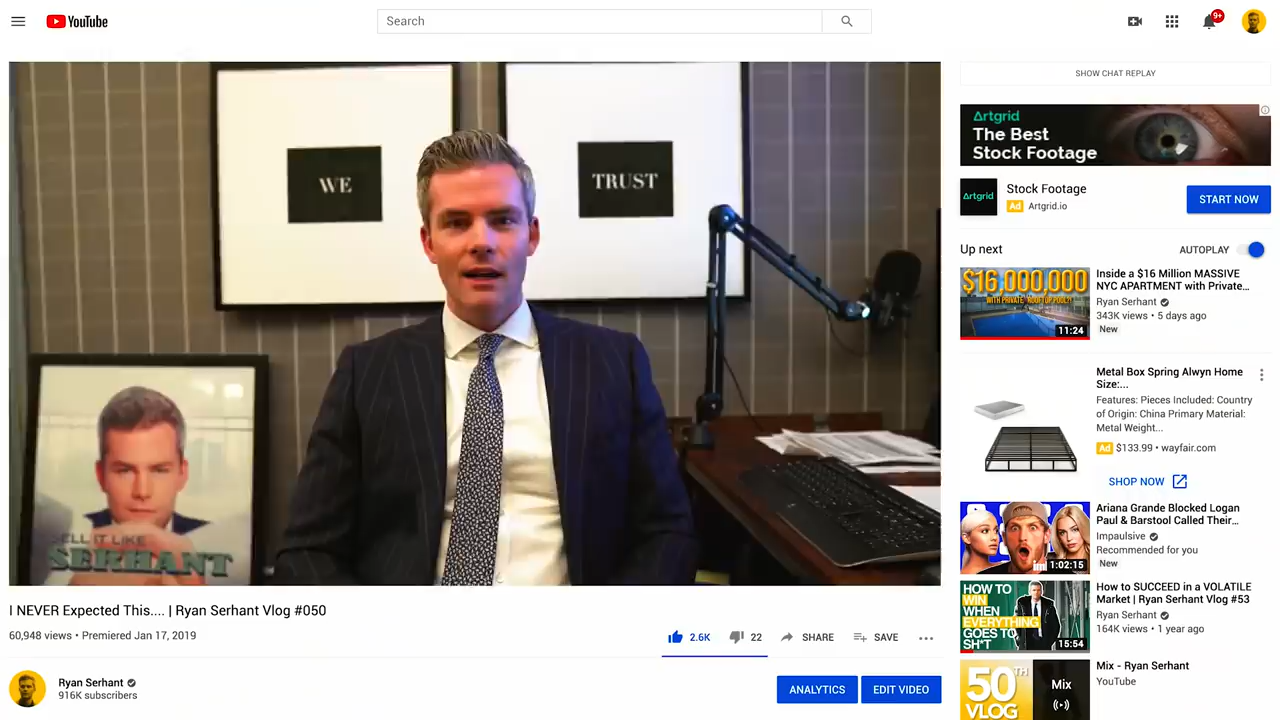 YouTube
Search
9+
WE
TRUST
SELL IT LIKE
SERHANT
I NEVER Expected This.... | Ryan Serhant Vlog #050
60,948 views • Premiered Jan 17, 2019
2.6K
22
SHARE
SAVE
Ryan Serhant
916K subscribers
ANALYTICS
EDIT VIDEO
SHOW CHAT REPLAY
Artgrid
The Best
Stock Footage
Artgrid
Stock Footage
Ad Artgrid.io
START NOW
Up next
AUTOPLAY
$16,000,000
WITH PRIVATE ROOFTOP POOL?!
11:24
Inside a $16 Million MASSIVE
NYC APARTMENT with Private...
Ryan Serhant
343K views • 5 days ago
New
Metal Box Spring Alwyn Home
Size:...
Features: Pieces Included: Country
of Origin: China Primary Material:
Metal Weight...
Ad $133.99 • wayfair.com
SHOP NOW
1:02:15
Ariana Grande Blocked Logan
Paul & Barstool Called Their...
Impaulsive
Recommended for you
New
HOW TO
WIN
WHEN
EVERYTHING
GOES TO
SH*T
15:54
How to SUCCEED in a VOLATILE
Market | Ryan Serhant Vlog #53
Ryan Serhant
164K views • 1 year ago
50TH
VLOG
Mix
Mix - Ryan Serhant
YouTube